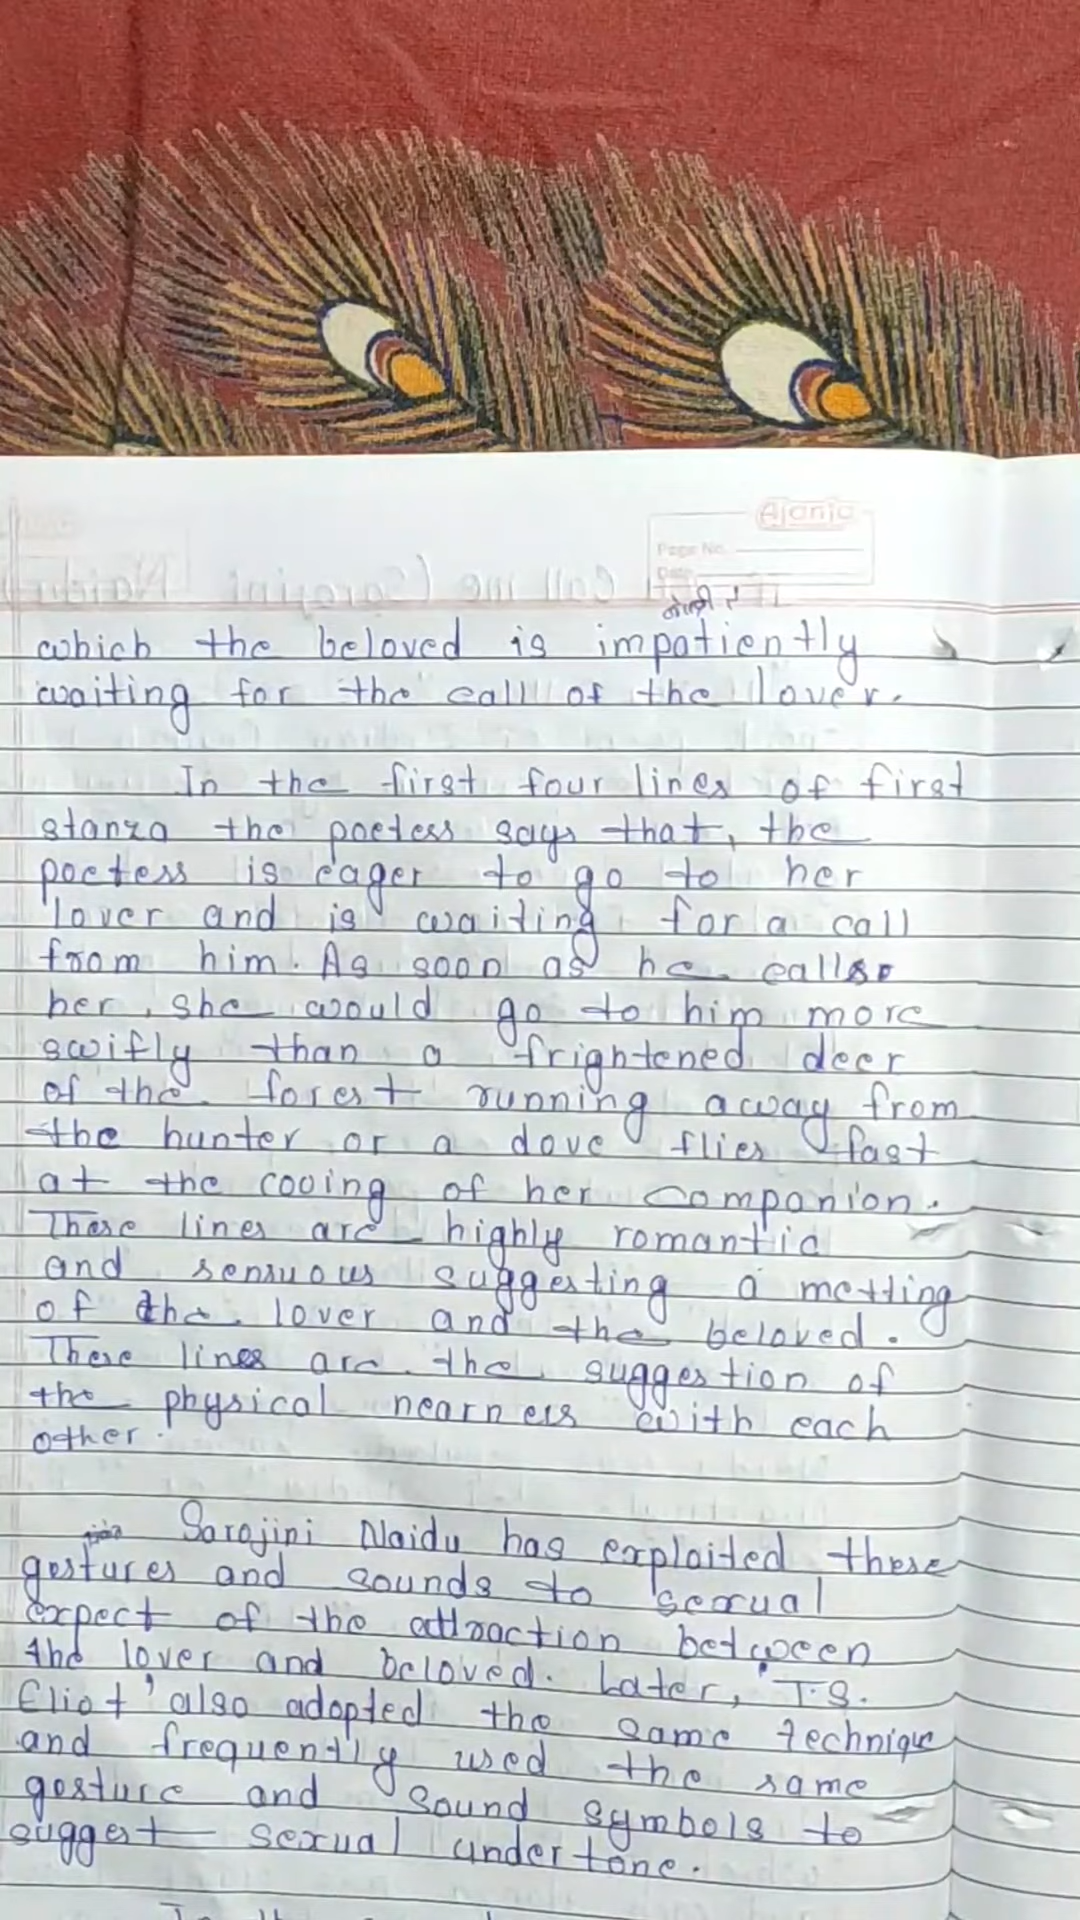 Ajanta
Page No.
Date
which the beloved is impatiently
waiting for the call of the lover.
In the first four lines of first
stanza the poetess says that, the
poetess is eager to go to her
lover and is waiting for a call
from him. As soon as he calls
her, she would go to him more
swifly than a frightened deer
of the forest running away from
the hunter or a dove flies fast
at the cooing of her companion.
These lines are highly romantic
and sensuous suggesting a metting
of the lover and the beloved.
These lines are the suggestion of
the physical nearness with each
other.
Sarojini Naidu has exploited these
gestures and sounds to sexual
expect of the attraction between
the lover and beloved. Later, 'T.S.
Eliot' also adopted the same technique
and frequently used the same
gesture and sound symbols to
suggest sexual undertone.